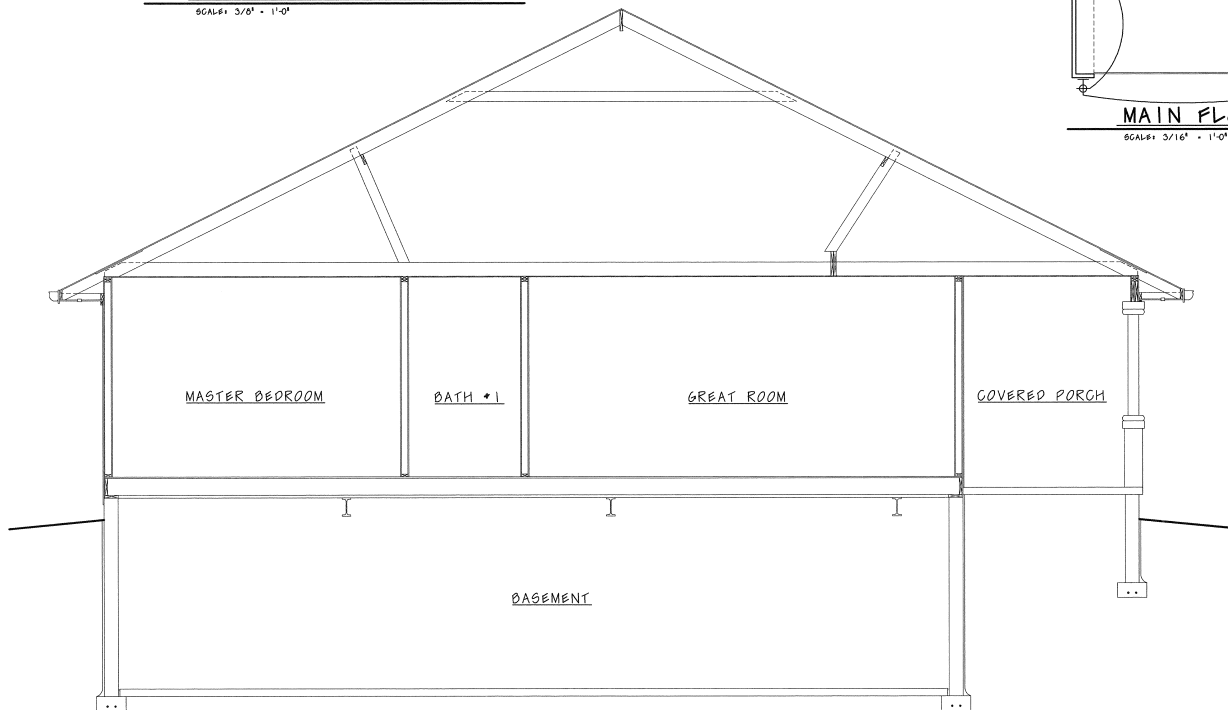 SCALE: 3/8" = 1'-0"
MAIN FL
SCALE: 3/16" = 1'-0"
MASTER BEDROOM
BATH #1
GREAT ROOM
COVERED PORCH
BASEMENT